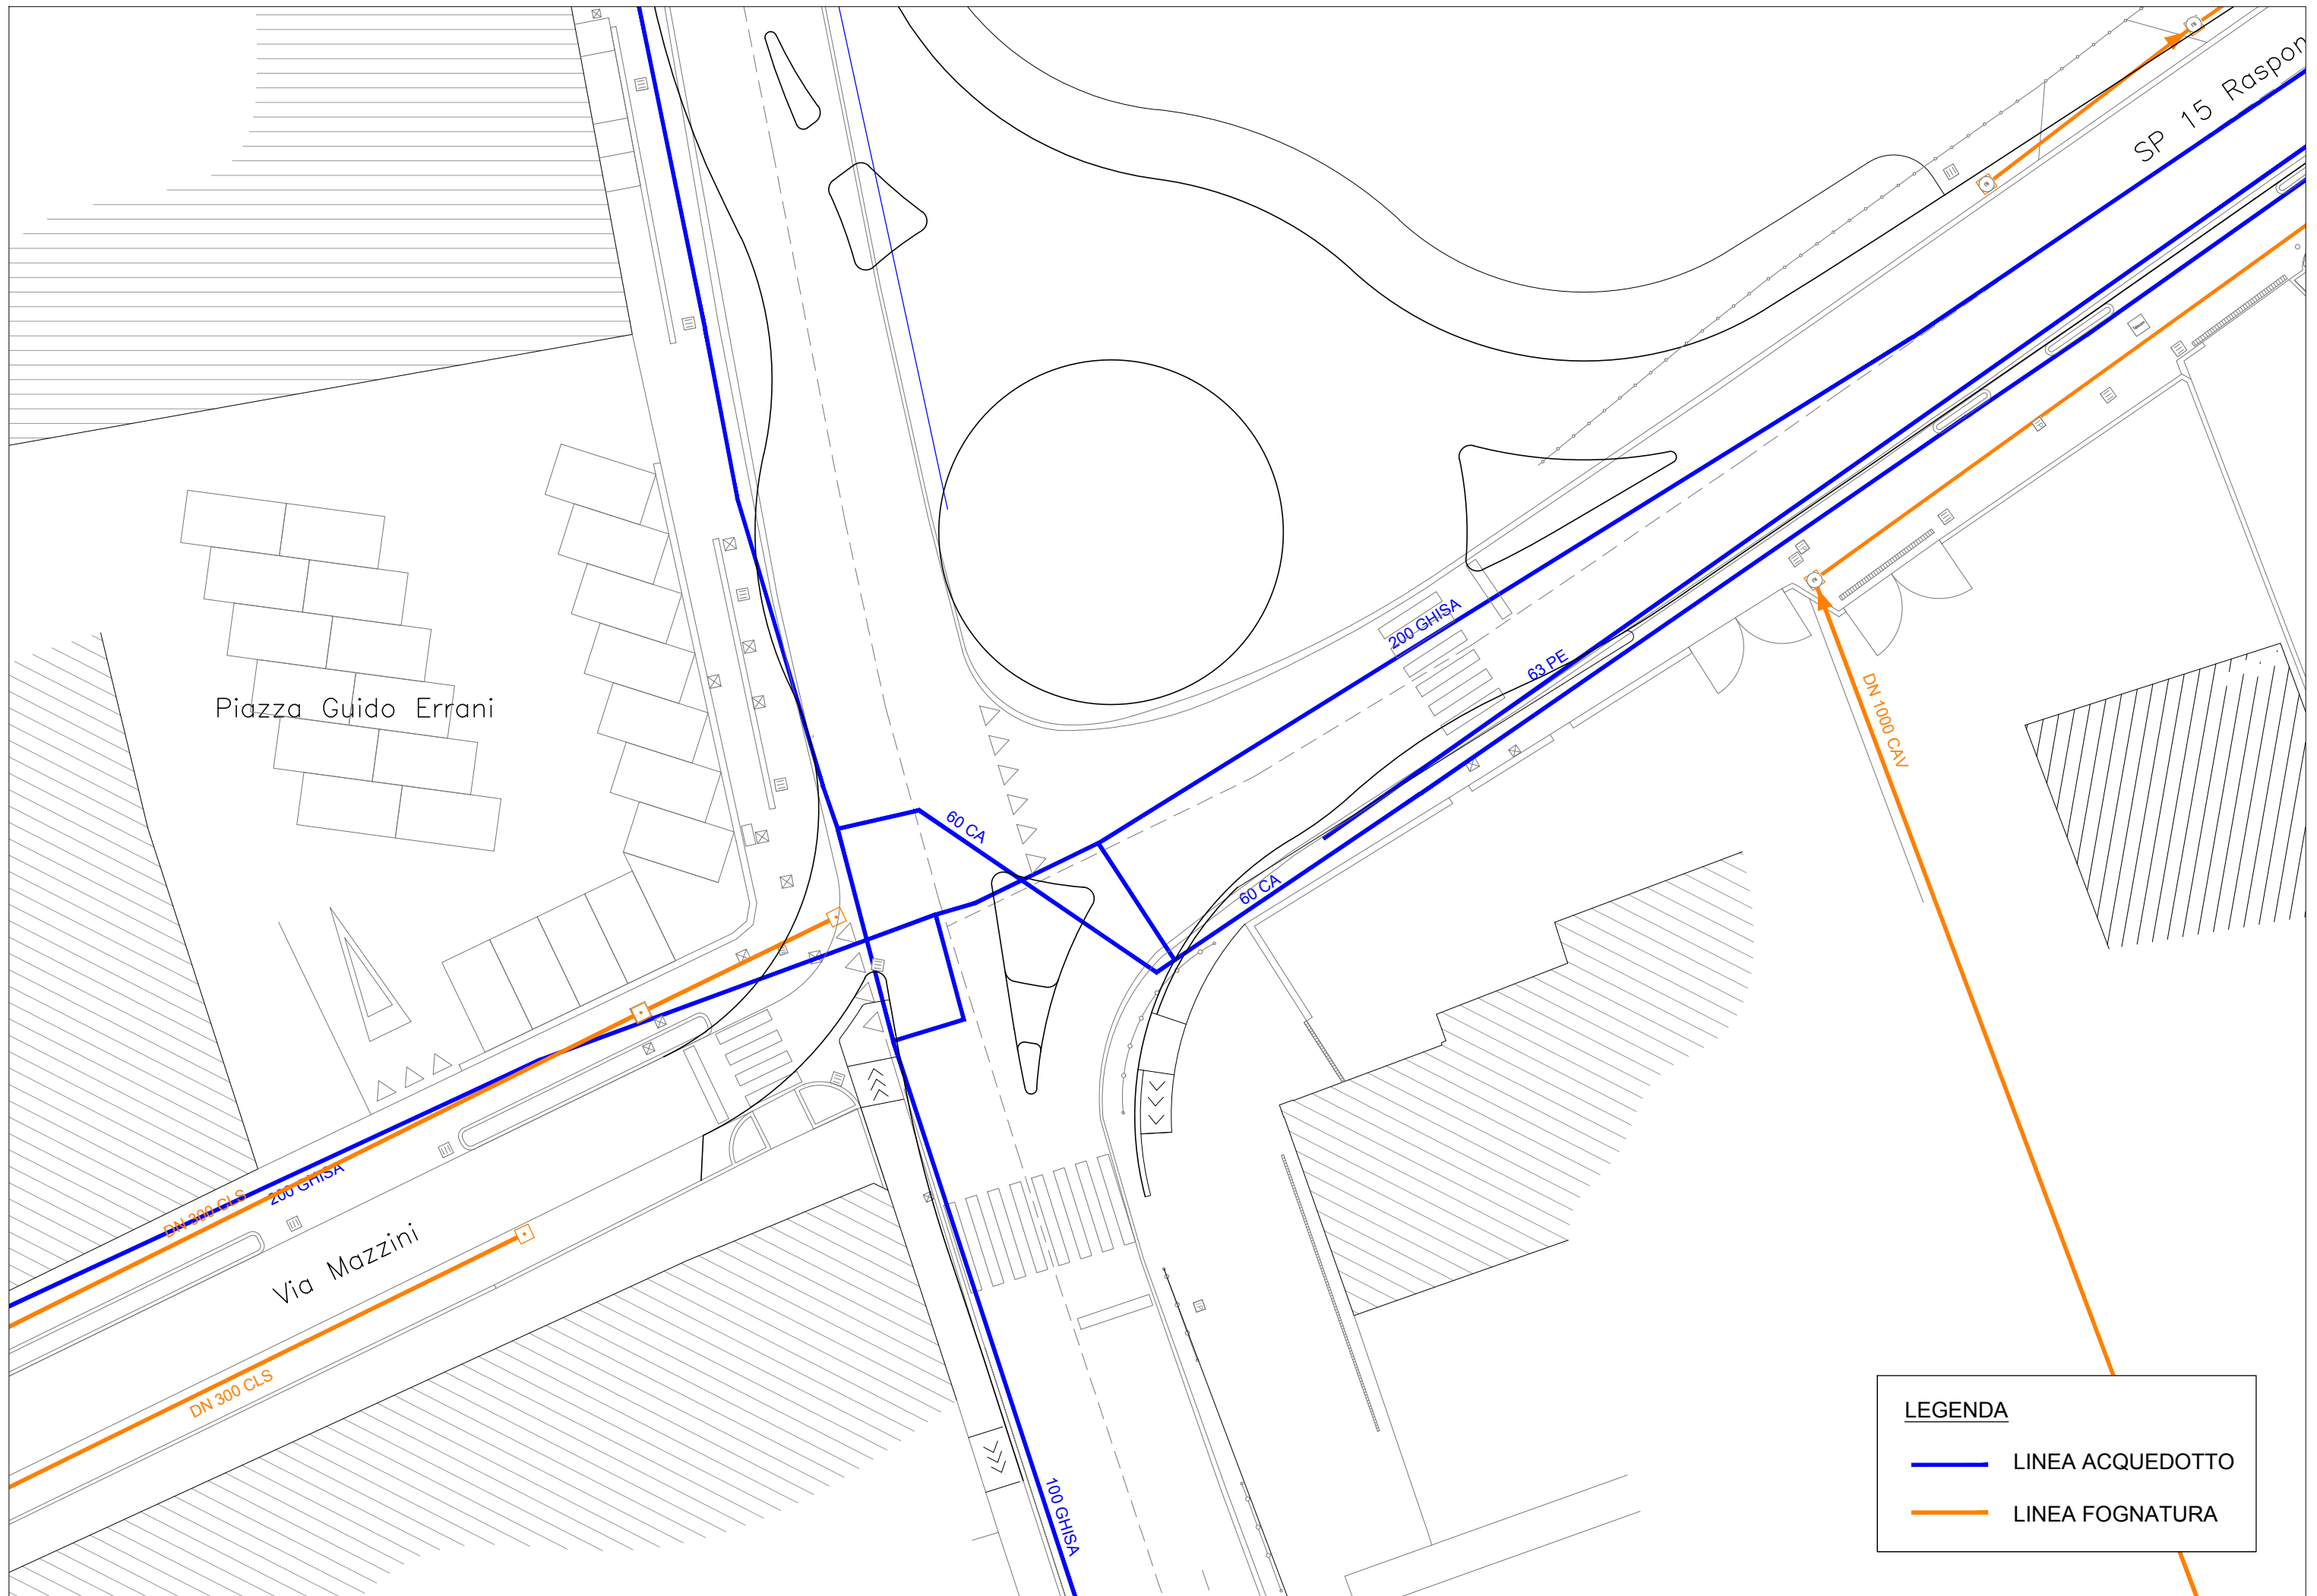 SP 15 Raspon
200 GHISA
63 PE
DN 1000 CAV
Piazza Guido Errani
60 CA
60 CA
DN 300 CLS
200 GHISA
Via Mazzini
DN 300 CLS
100 GHISA
LEGENDA
LINEA ACQUEDOTTO
LINEA FOGNATURA